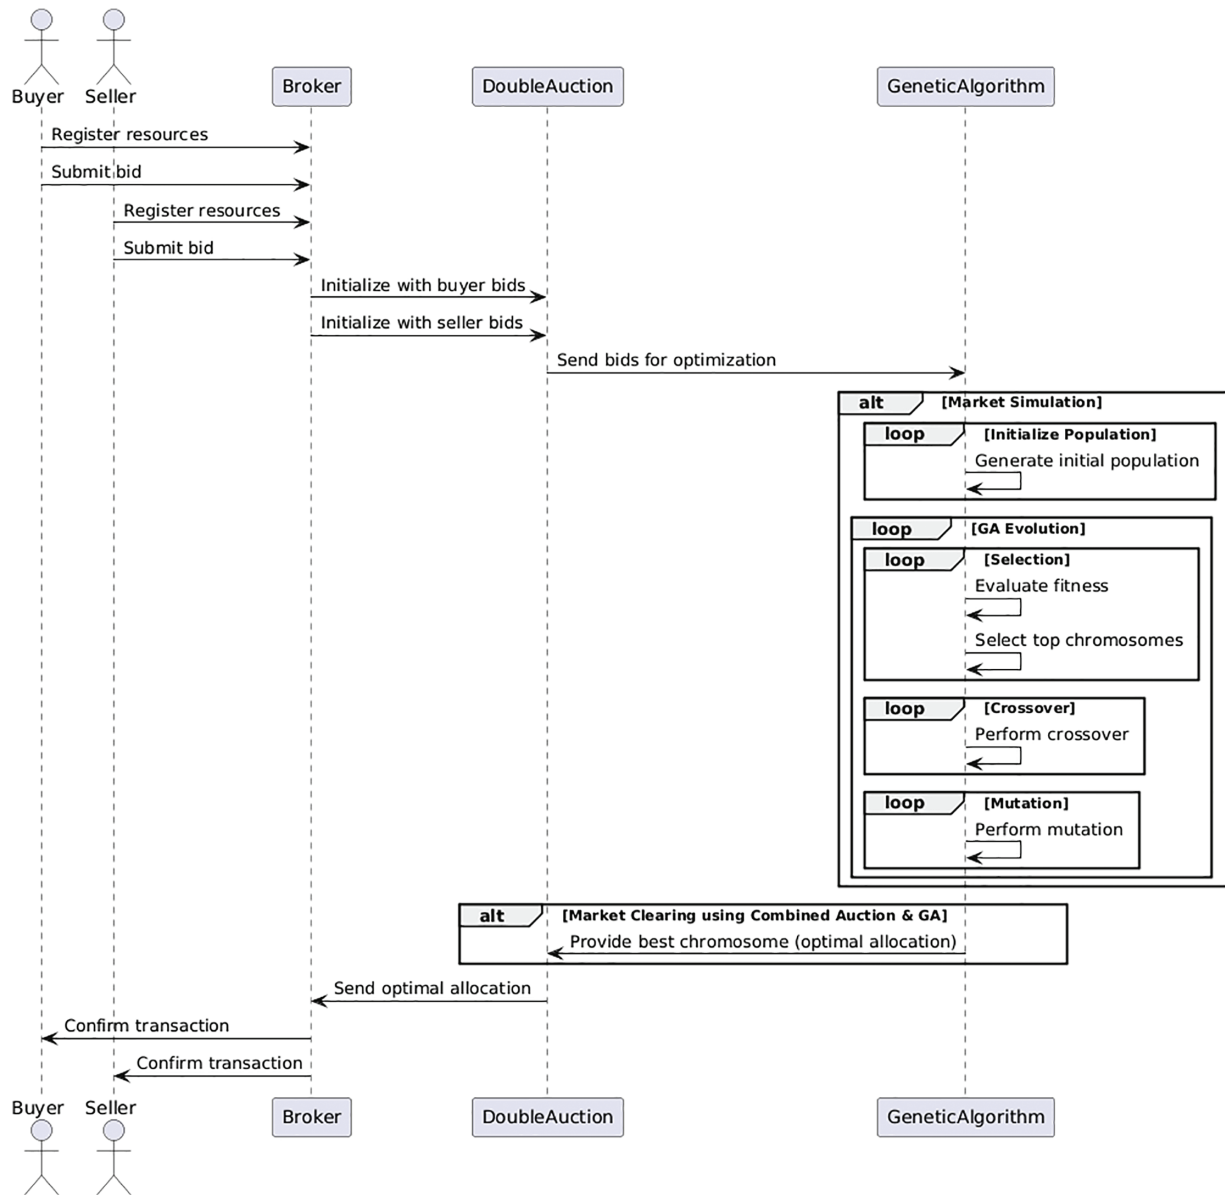 Buyer Seller Broker DoubleAuction GeneticAlgorithm
Register resources
Submit bid
Register resources
Submit bid
Initialize with buyer bids
Initialize with seller bids
Send bids for optimization
alt [Market Simulation]
loop [Initialize Population]
Generate initial population
loop [GA Evolution]
loop [Selection]
Evaluate fitness
Select top chromosomes
loop [Crossover]
Perform crossover
loop [Mutation]
Perform mutation
alt [Market Clearing using Combined Auction & GA]
Provide best chromosome (optimal allocation)
Send optimal allocation
Confirm transaction
Confirm transaction
Buyer Seller Broker DoubleAuction GeneticAlgorithm